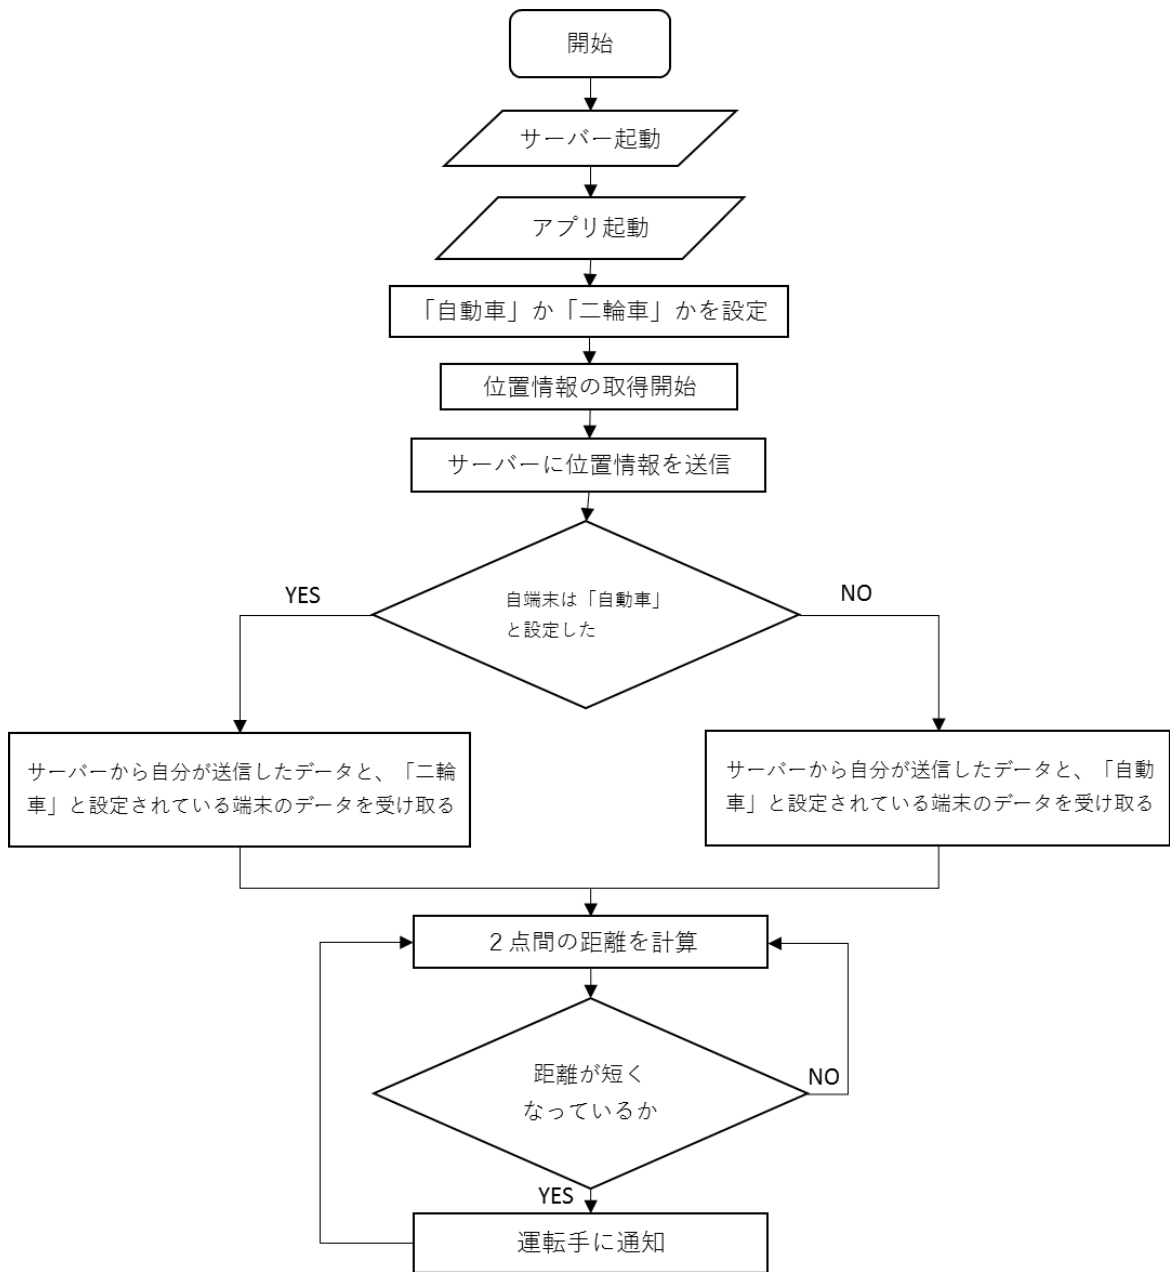 開始
サーバー起動
アプリ起動
「自動車」か「二輪車」かを設定
位置情報の取得開始
サーバーに位置情報を送信
YES
NO
自端末は「自動車」
と設定した
サーバーから自分が送信したデータと、「二輪
車」と設定されている端末のデータを受け取る
サーバーから自分が送信したデータと、「自動
車」と設定されている端末のデータを受け取る
２点間の距離を計算
距離が短く
なっているか
NO
YES
運転手に通知